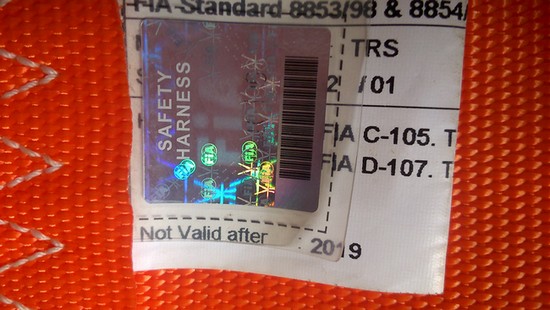 FIA Standard 8853/98 & 8854/
TRS
2 / 01
SAFETY
HARNESS
FIA
FIA
FIA C-105. T
FIA D-107. T
Not Valid after 2019